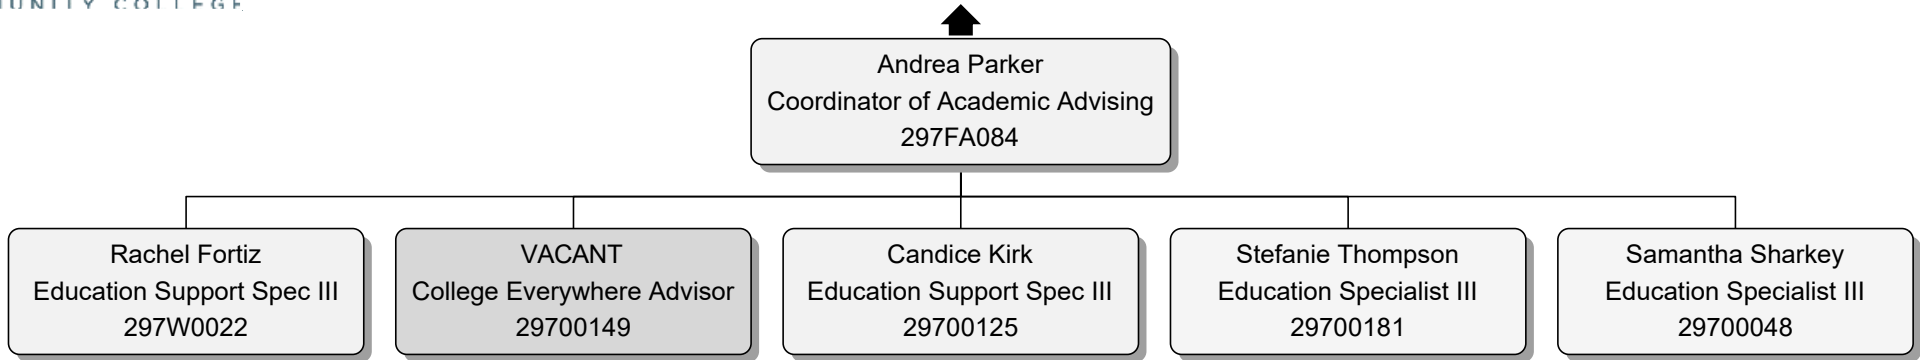 COLLEGE
Andrea Parker
Coordinator of Academic Advising
297FA084
Rachel Fortiz
Education Support Spec III
297W0022
VACANT
College Everywhere Advisor
29700149
Candice Kirk
Education Support Spec III
29700125
Stefanie Thompson
Education Specialist III
29700181
Samantha Sharkey
Education Specialist III
29700048